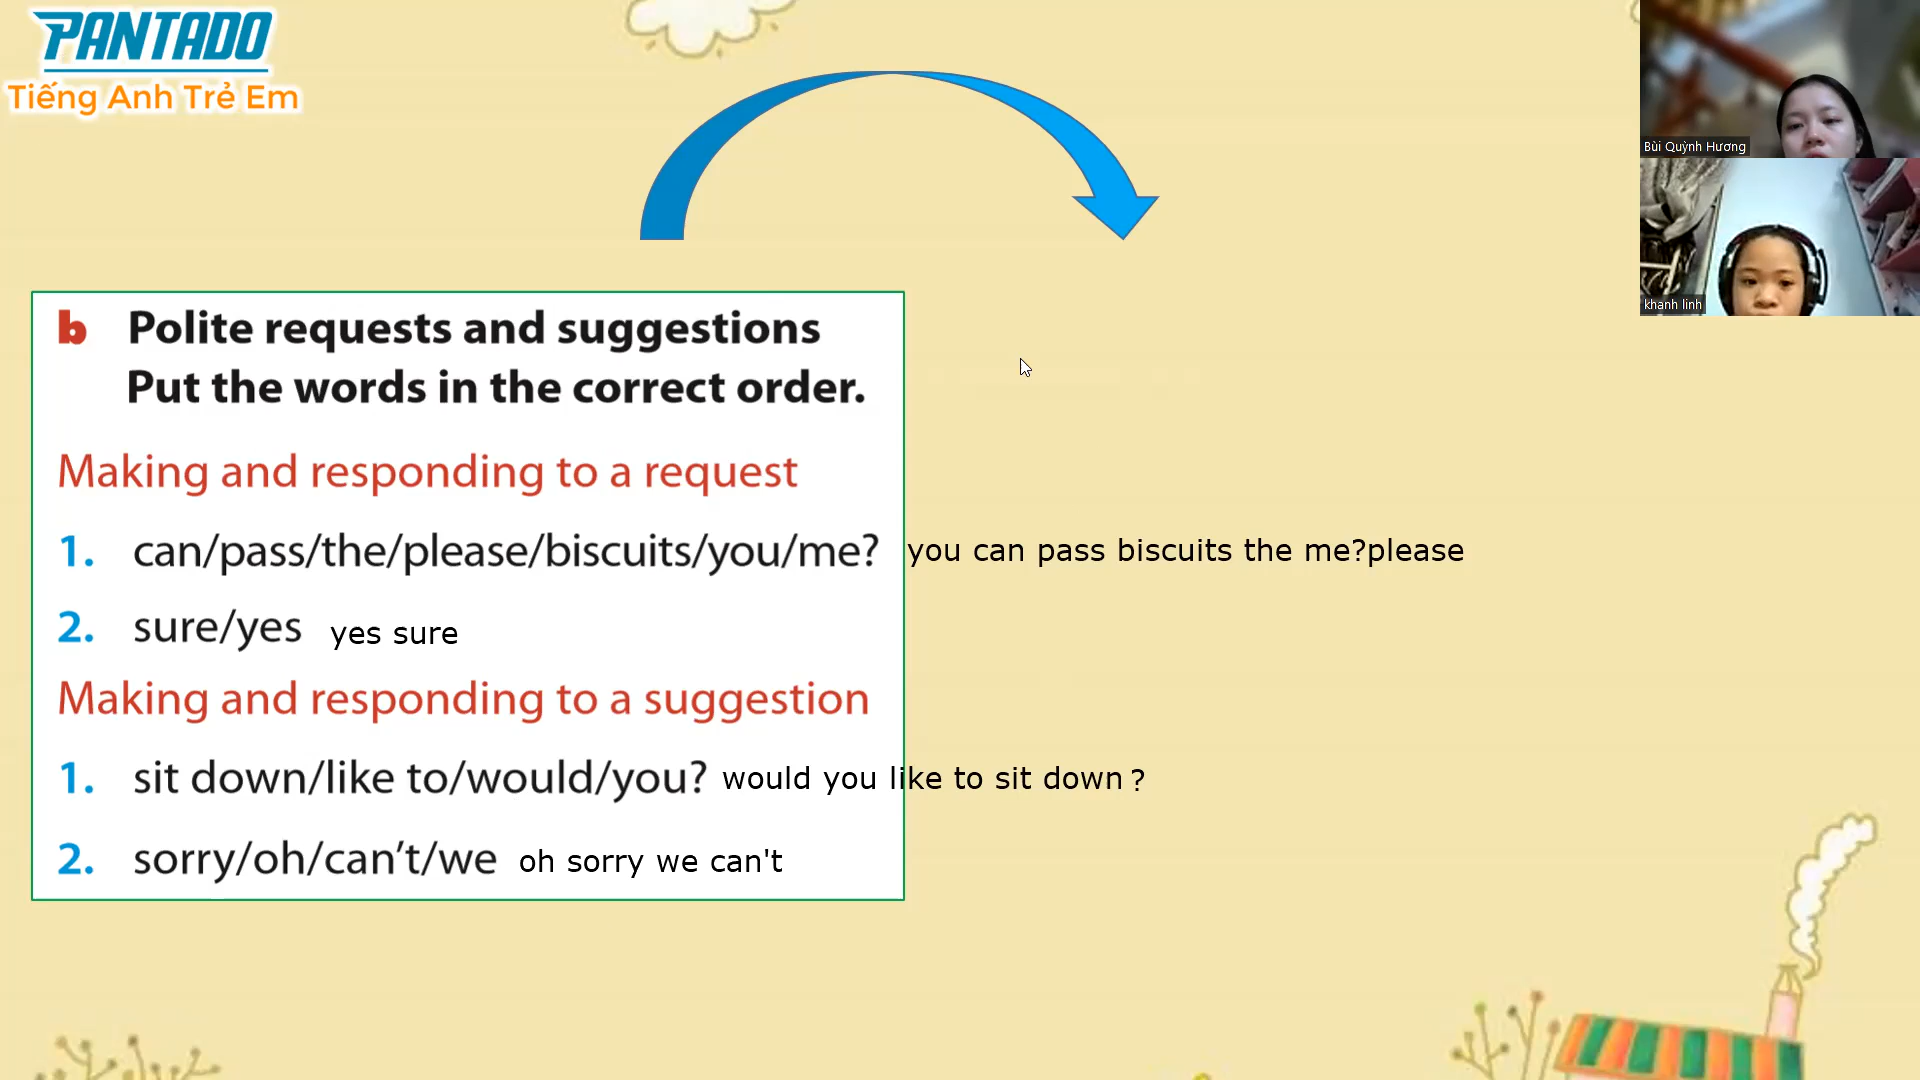 PANTADO
Tiếng Anh Trẻ Em
Bùi Quỳnh Hương
khanh linh
b Polite requests and suggestions
Put the words in the correct order.
Making and responding to a request
1. can/pass/the/please/biscuits/you/me? you can pass biscuits the me?please
2. sure/yes yes sure
Making and responding to a suggestion
1. sit down/like to/would/you? would you like to sit down ?
2. sorry/oh/can't/we oh sorry we can't